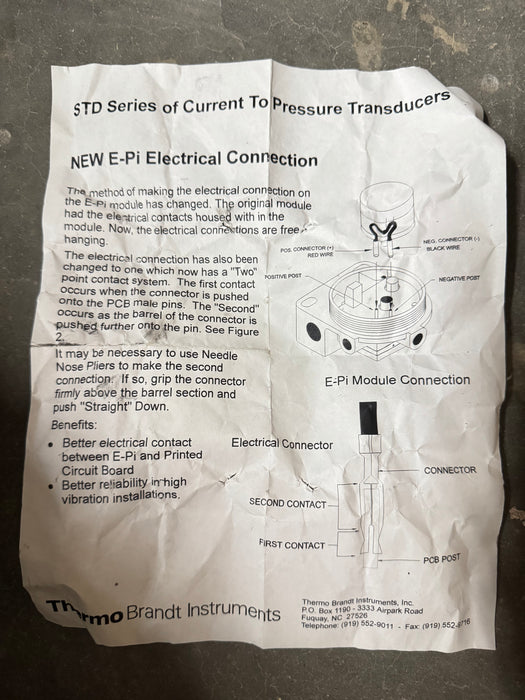 STD Series of Current To Pressure Transducers
NEW E-Pi Electrical Connection
The method of making the electrical connection on
the E-Pi module has changed. The original module
had the electrical contacts housed with in the
module. Now, the electrical connections are free
hanging.
The electrical connection has also been
changed to one which now has a "Two"
point contact system. The first contact
occurs when the connector is pushed
onto the PCB male pins. The "Second"
occurs as the barrel of the connector is
pushed further onto the pin. See Figure
2.
It may be necessary to use Needle
Nose Pliers to make the second
connection. If so, grip the connector
firmly above the barrel section and
push "Straight" Down.
Benefits:
• Better electrical contact
between E-Pi and Printed
Circuit Board
• Better reliability in high
vibration installations.
POS. CONNECTOR (+)
RED WIRE
NEG. CONNECTOR (-)
BLACK WIRE
POSITIVE POST
NEGATIVE POST
E-Pi Module Connection
Electrical Connector
CONNECTOR
SECOND CONTACT
FIRST CONTACT
PCB POST
Thermo Brandt Instruments
Thermo Brandt Instruments, Inc.
P.O. Box 1190 - 3333 Airpark Road
Fuquay, NC 27526
Telephone: (919) 552-9011 - Fax: (919) 552-9716